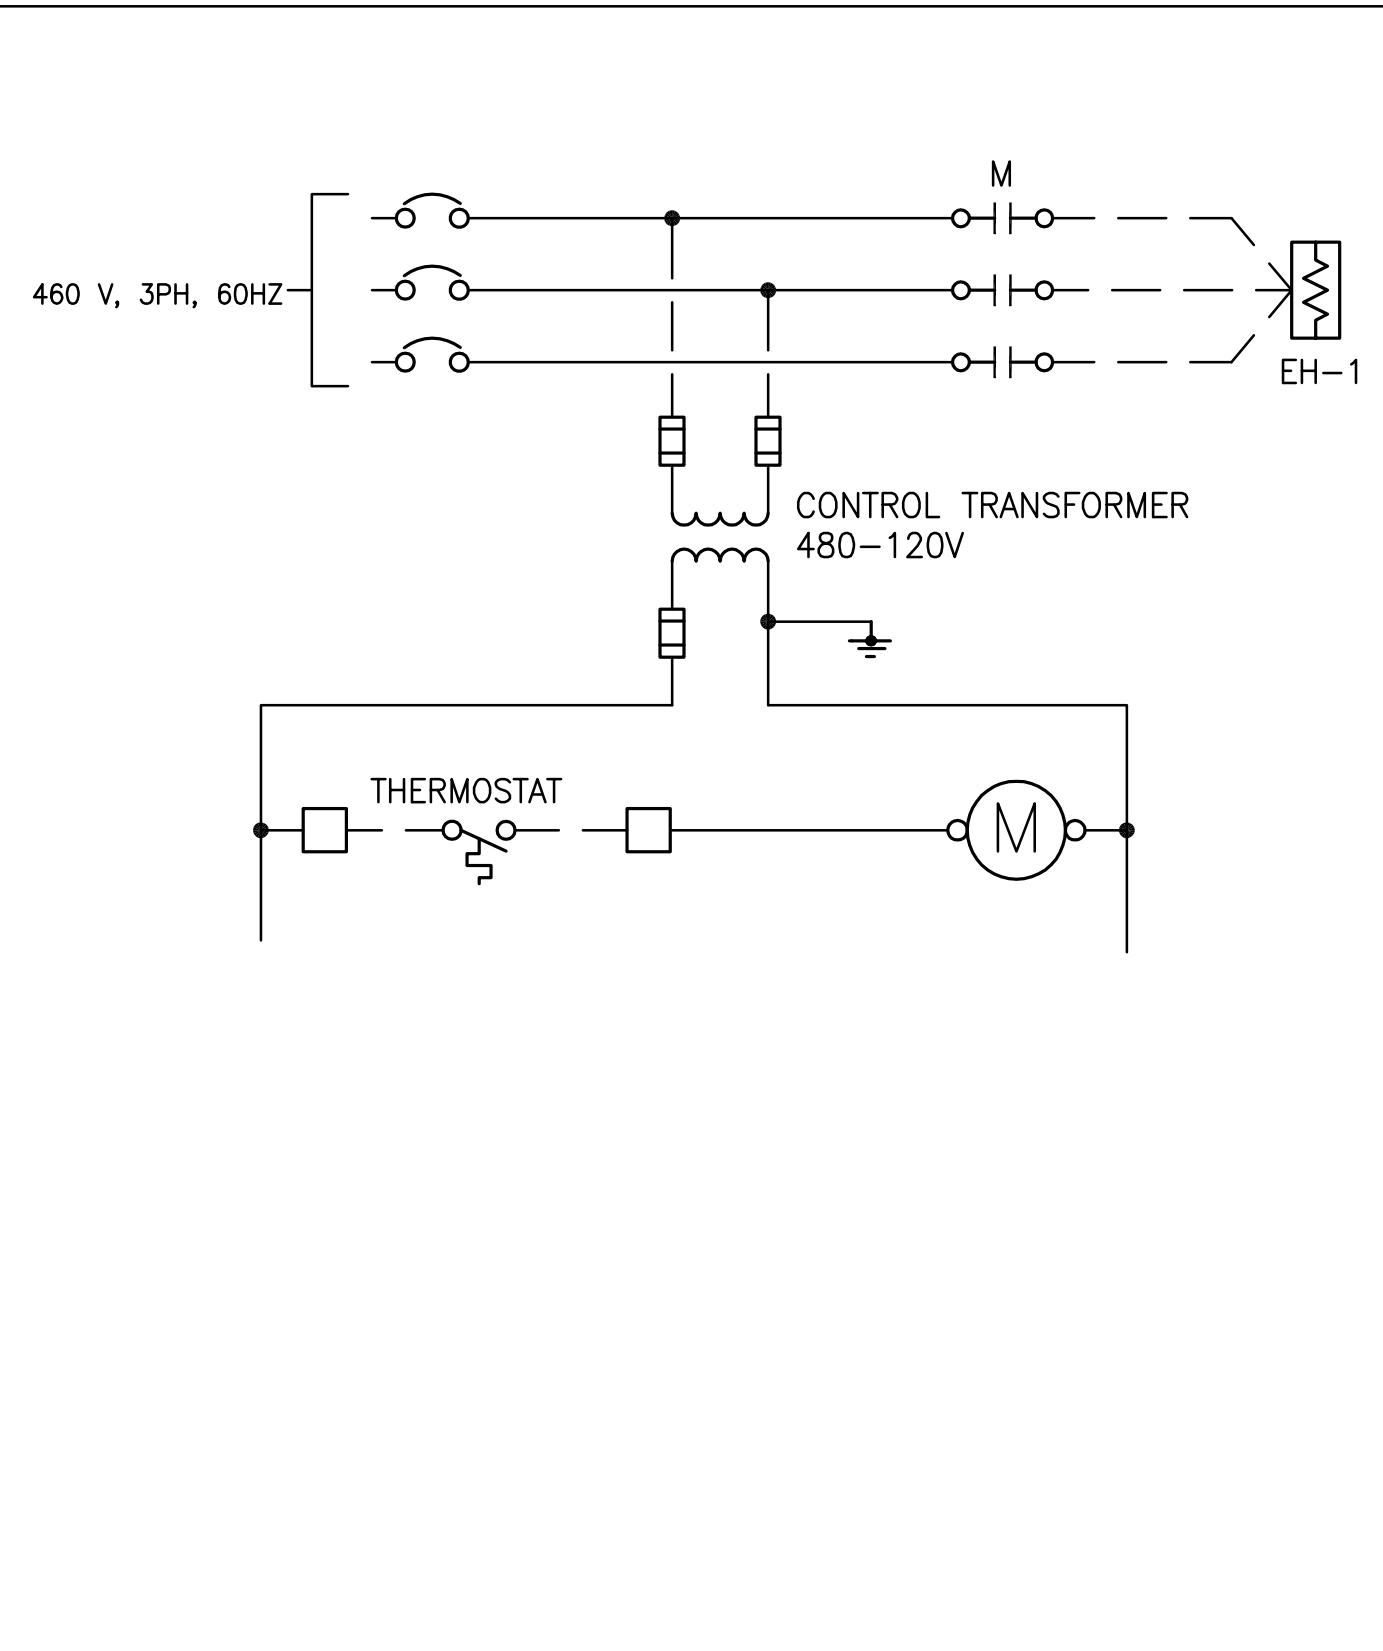 M
460 V, 3PH, 60HZ
EH-1
CONTROL TRANSFORMER
480-120V
THERMOSTAT
M